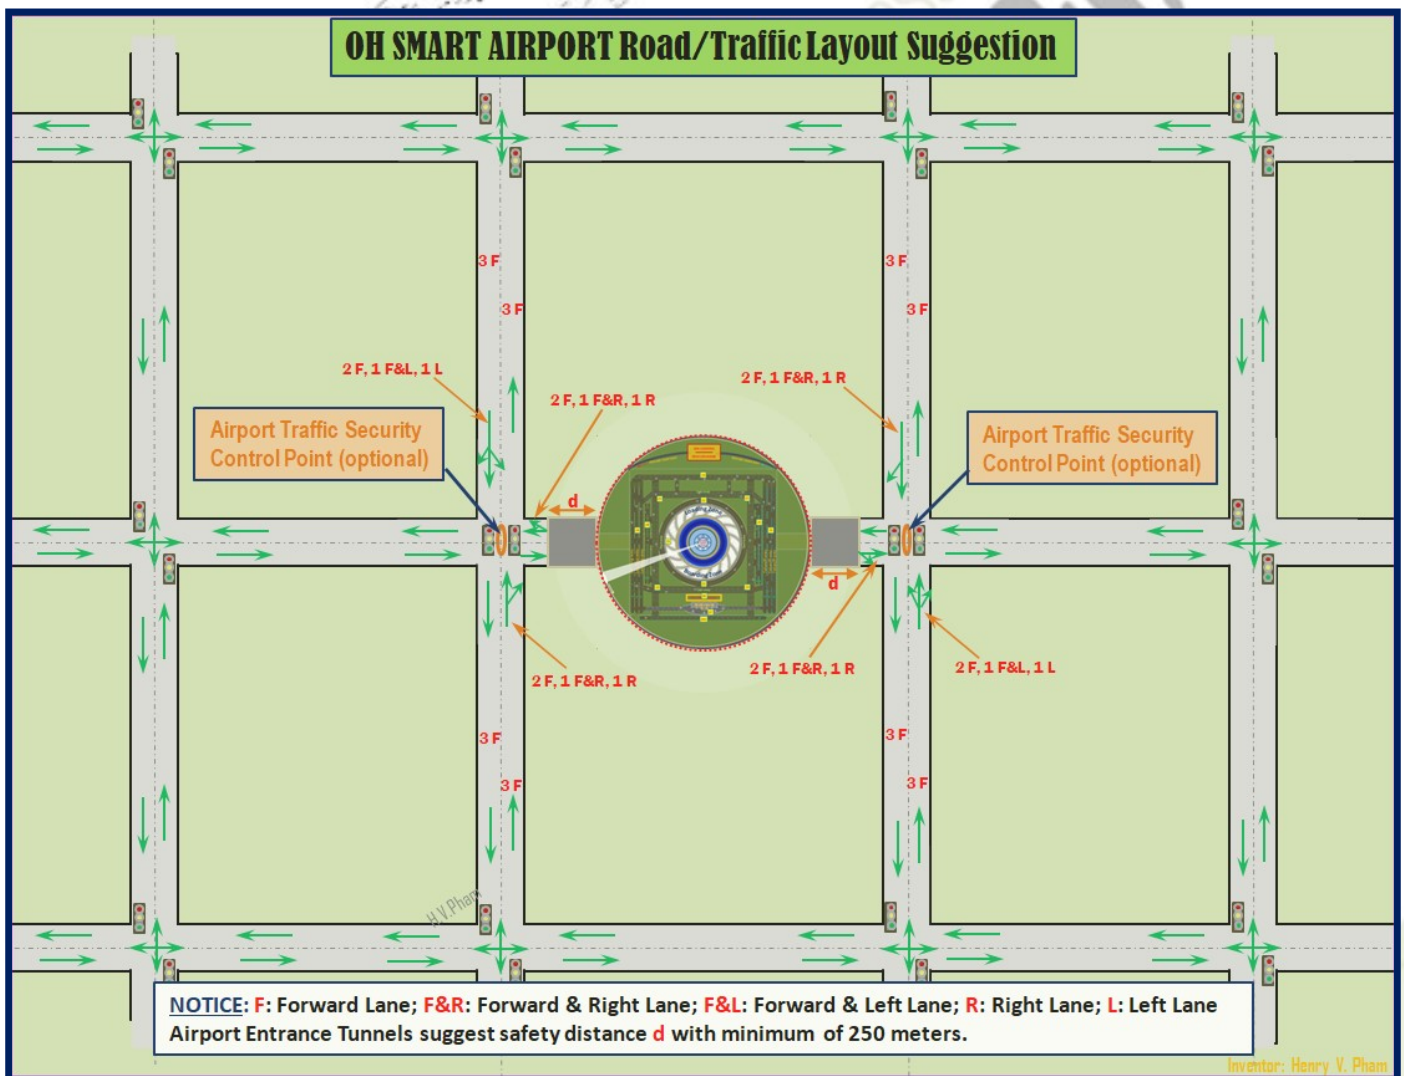 OH SMART AIRPORT Road/Traffic Layout Suggestion
3 F
3 F
3 F
3 F
2 F, 1 F&L, 1 L
2 F, 1 F&R, 1 R
2 F, 1 F&R, 1 R
Airport Traffic Security
Control Point (optional)
Airport Traffic Security
Control Point (optional)
d
d
2 F, 1 F&R, 1 R
2 F, 1 F&R, 1 R
2 F, 1 F&L, 1 L
3 F
3 F
3 F
3 F
H.V.Pham
NOTICE: F: Forward Lane; F&R: Forward & Right Lane; F&L: Forward & Left Lane; R: Right Lane; L: Left Lane
Airport Entrance Tunnels suggest safety distance d with minimum of 250 meters.
Inventor: Henry V. Pham